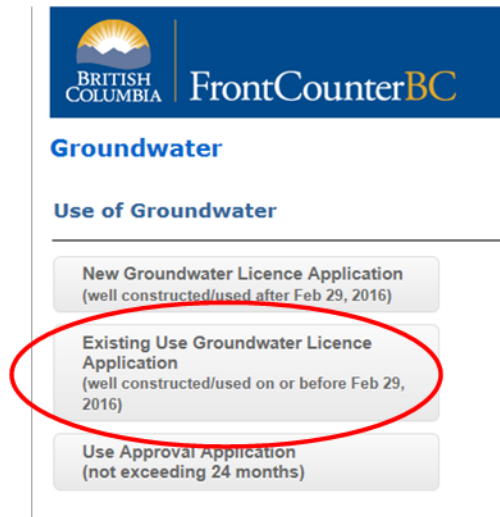 BRITISH
COLUMBIA
FrontCounterBC
Groundwater
Use of Groundwater
New Groundwater Licence Application
(well constructed/used after Feb 29, 2016)
Existing Use Groundwater Licence
Application
(well constructed/used on or before Feb 29,
2016)
Use Approval Application
(not exceeding 24 months)